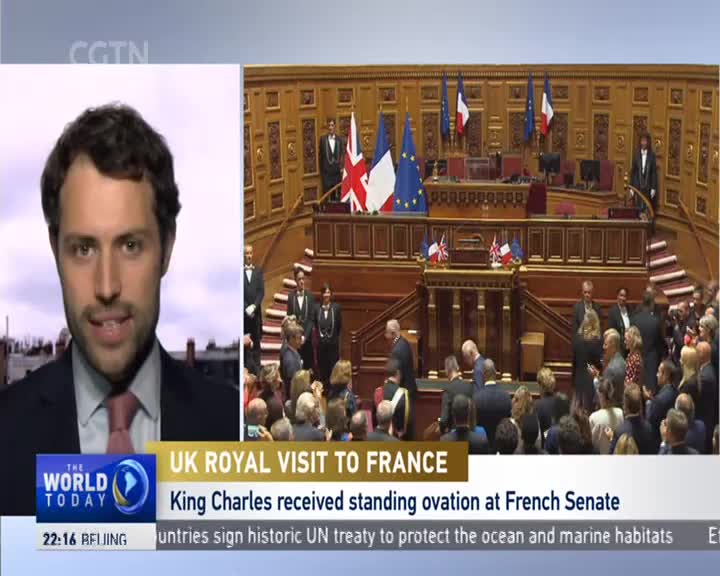 CGTN
UK ROYAL VISIT TO FRANCE
THE
WORLD
TODAY
King Charles received standing ovation at French Senate
22:16 BEIJING
sign historic UN treaty to protect the ocean and marine habitats